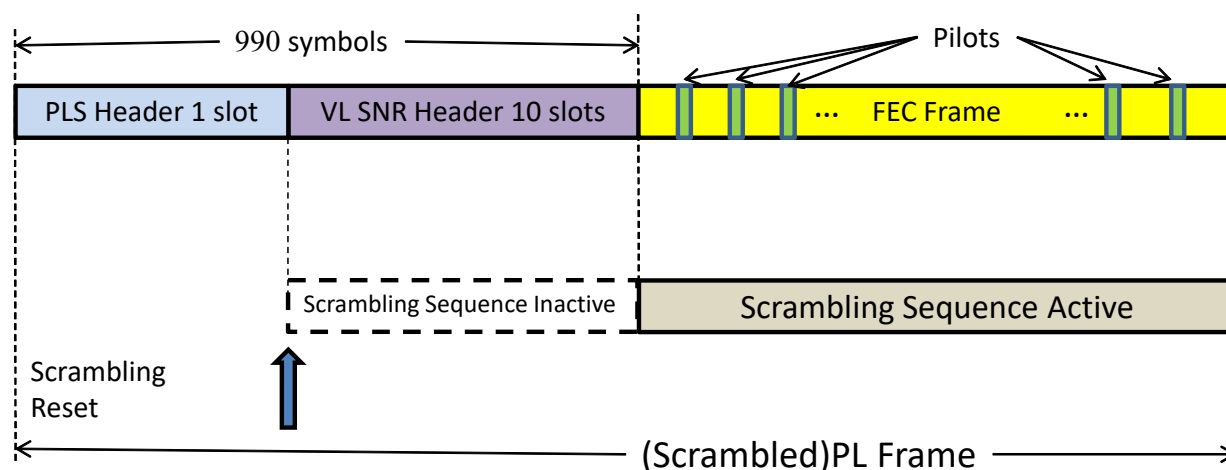 990 symbols
Pilots
PLS Header 1 slot
VL SNR Header 10 slots
...
FEC Frame
...
Scrambling Sequence Inactive
Scrambling Sequence Active
Scrambling
Reset
(Scrambled)PL Frame